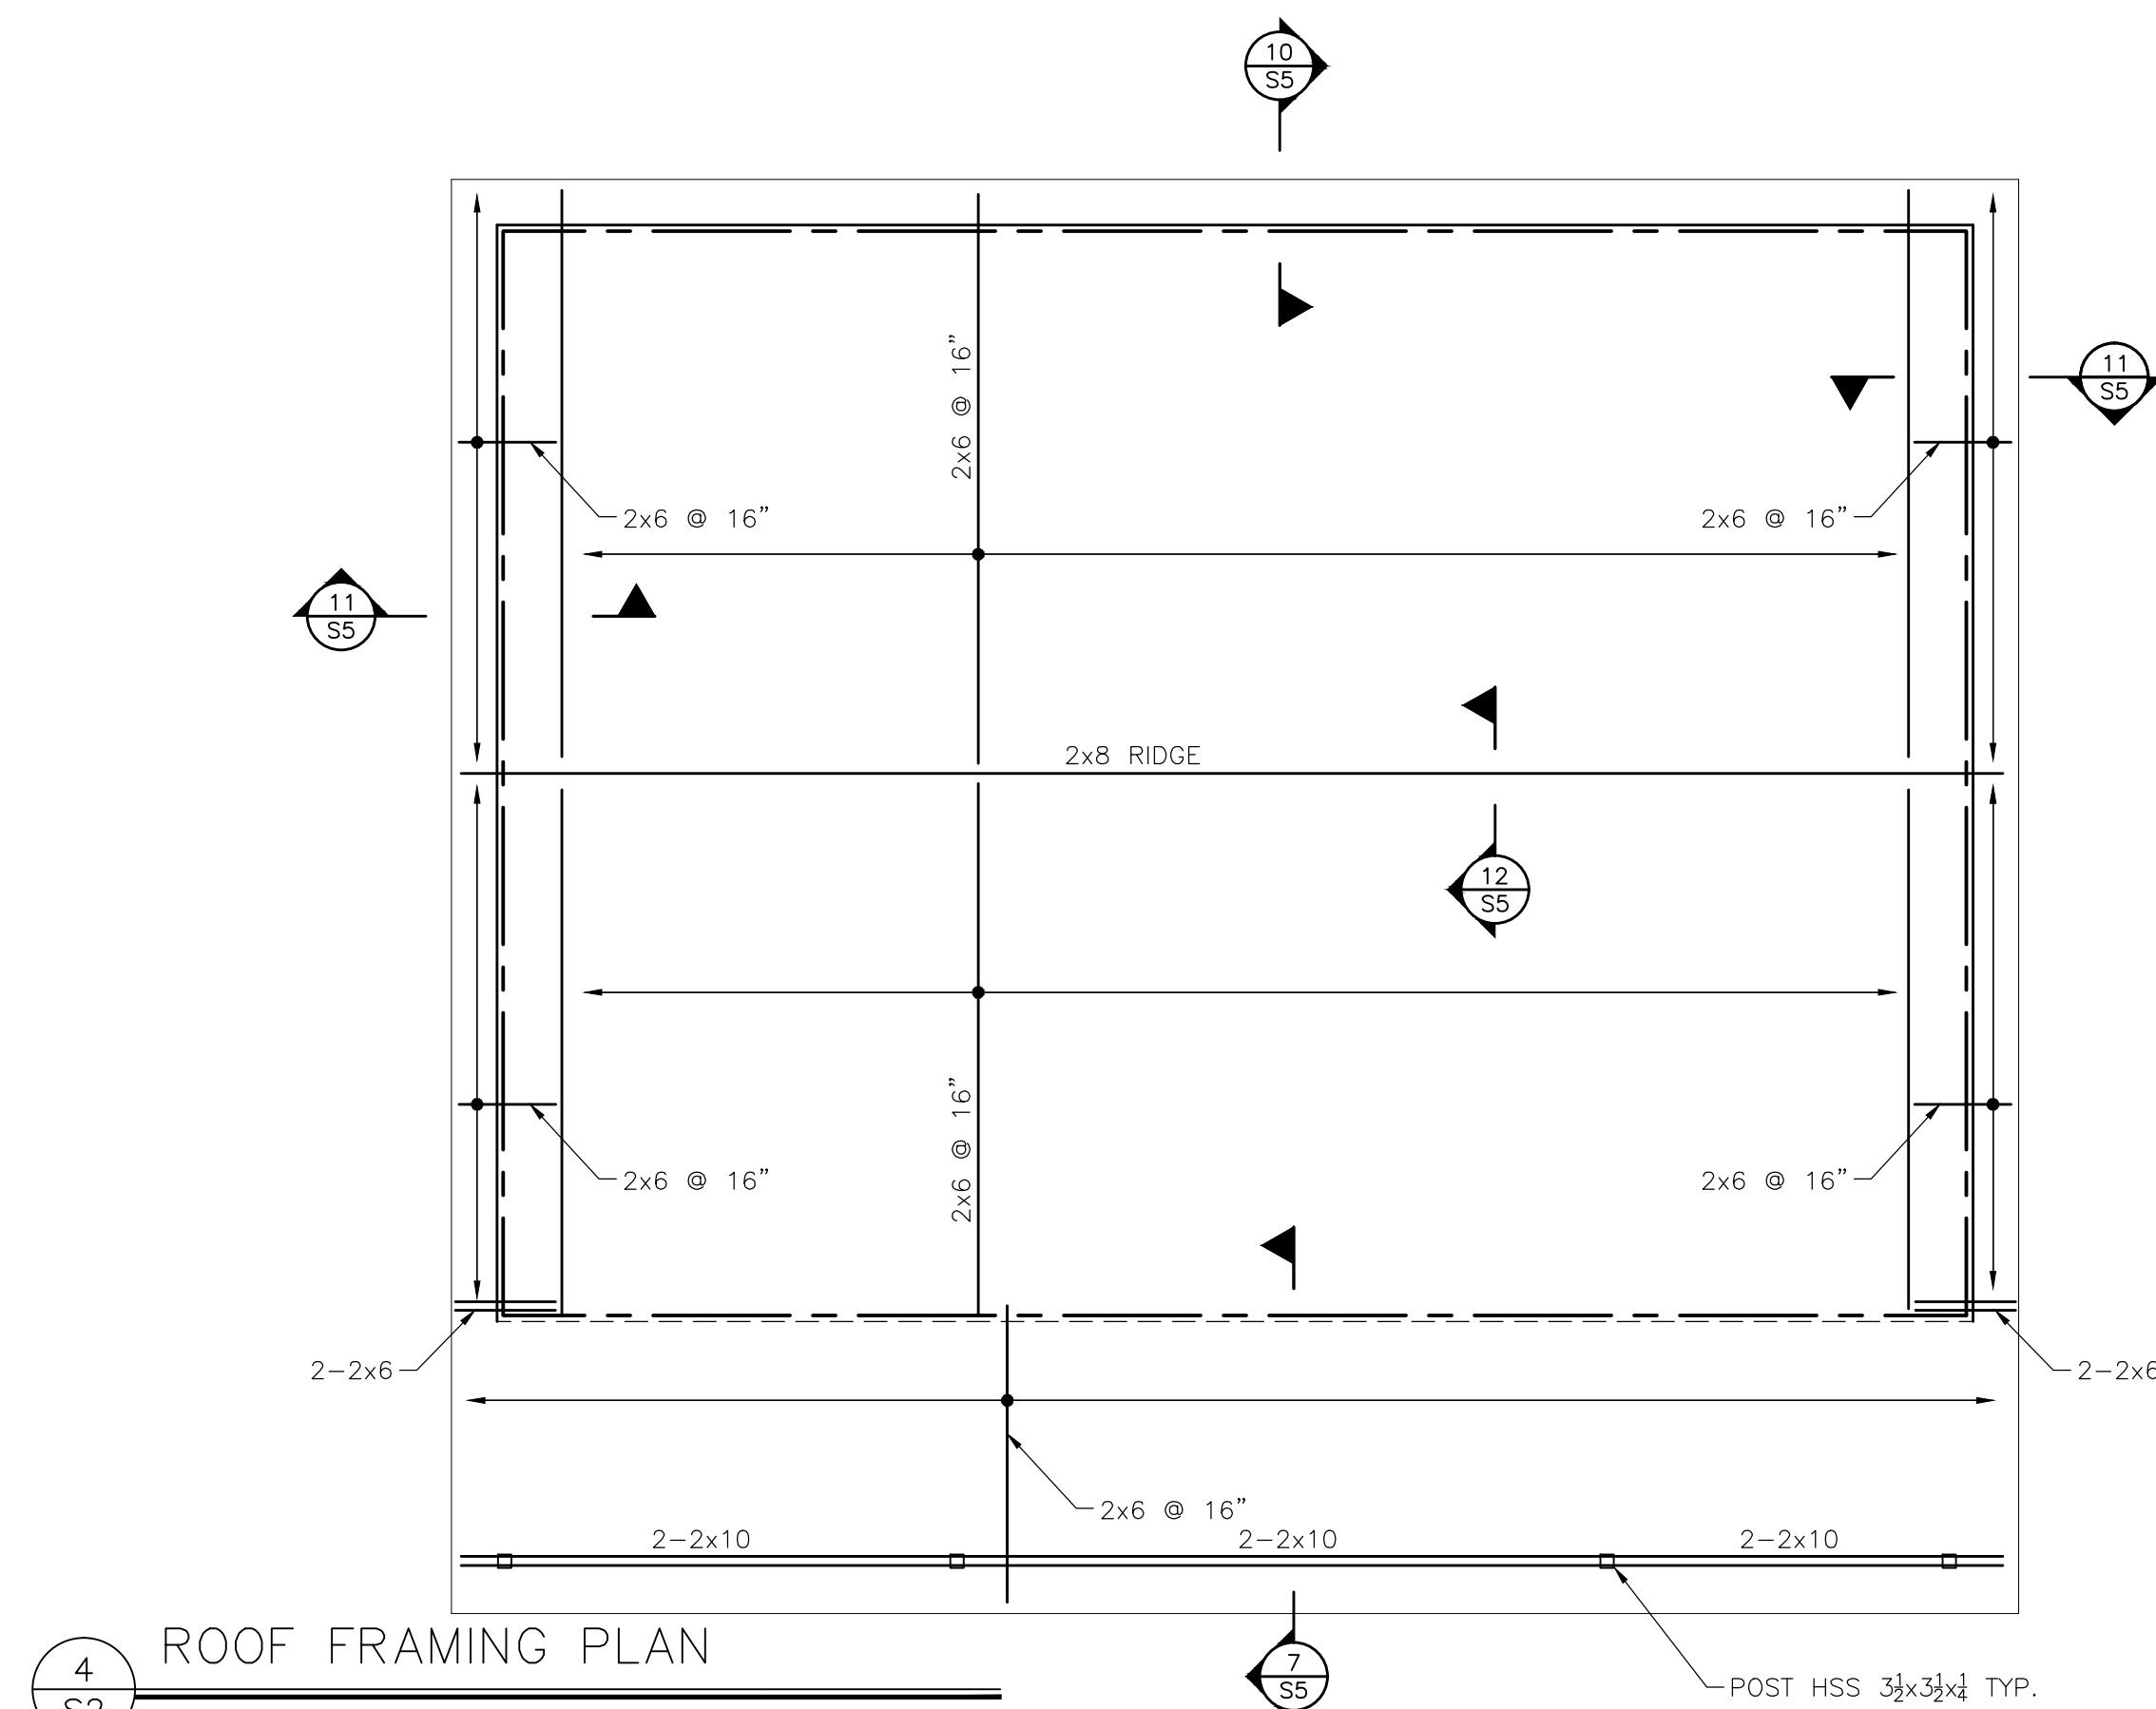 10
S5
2x6 @ 16"
11
S5
2x6 @ 16"
2x6 @ 16"
11
S5
2x8 RIDGE
12
S5
2x6 @ 16"
2x6 @ 16"
2x6 @ 16"
2-2x6
2-2x6
2x6 @ 16"
2-2x10
2-2x10
2-2x10
ROOF FRAMING PLAN
4
7
S5
POST HSS 3½x3½x¼ TYP.